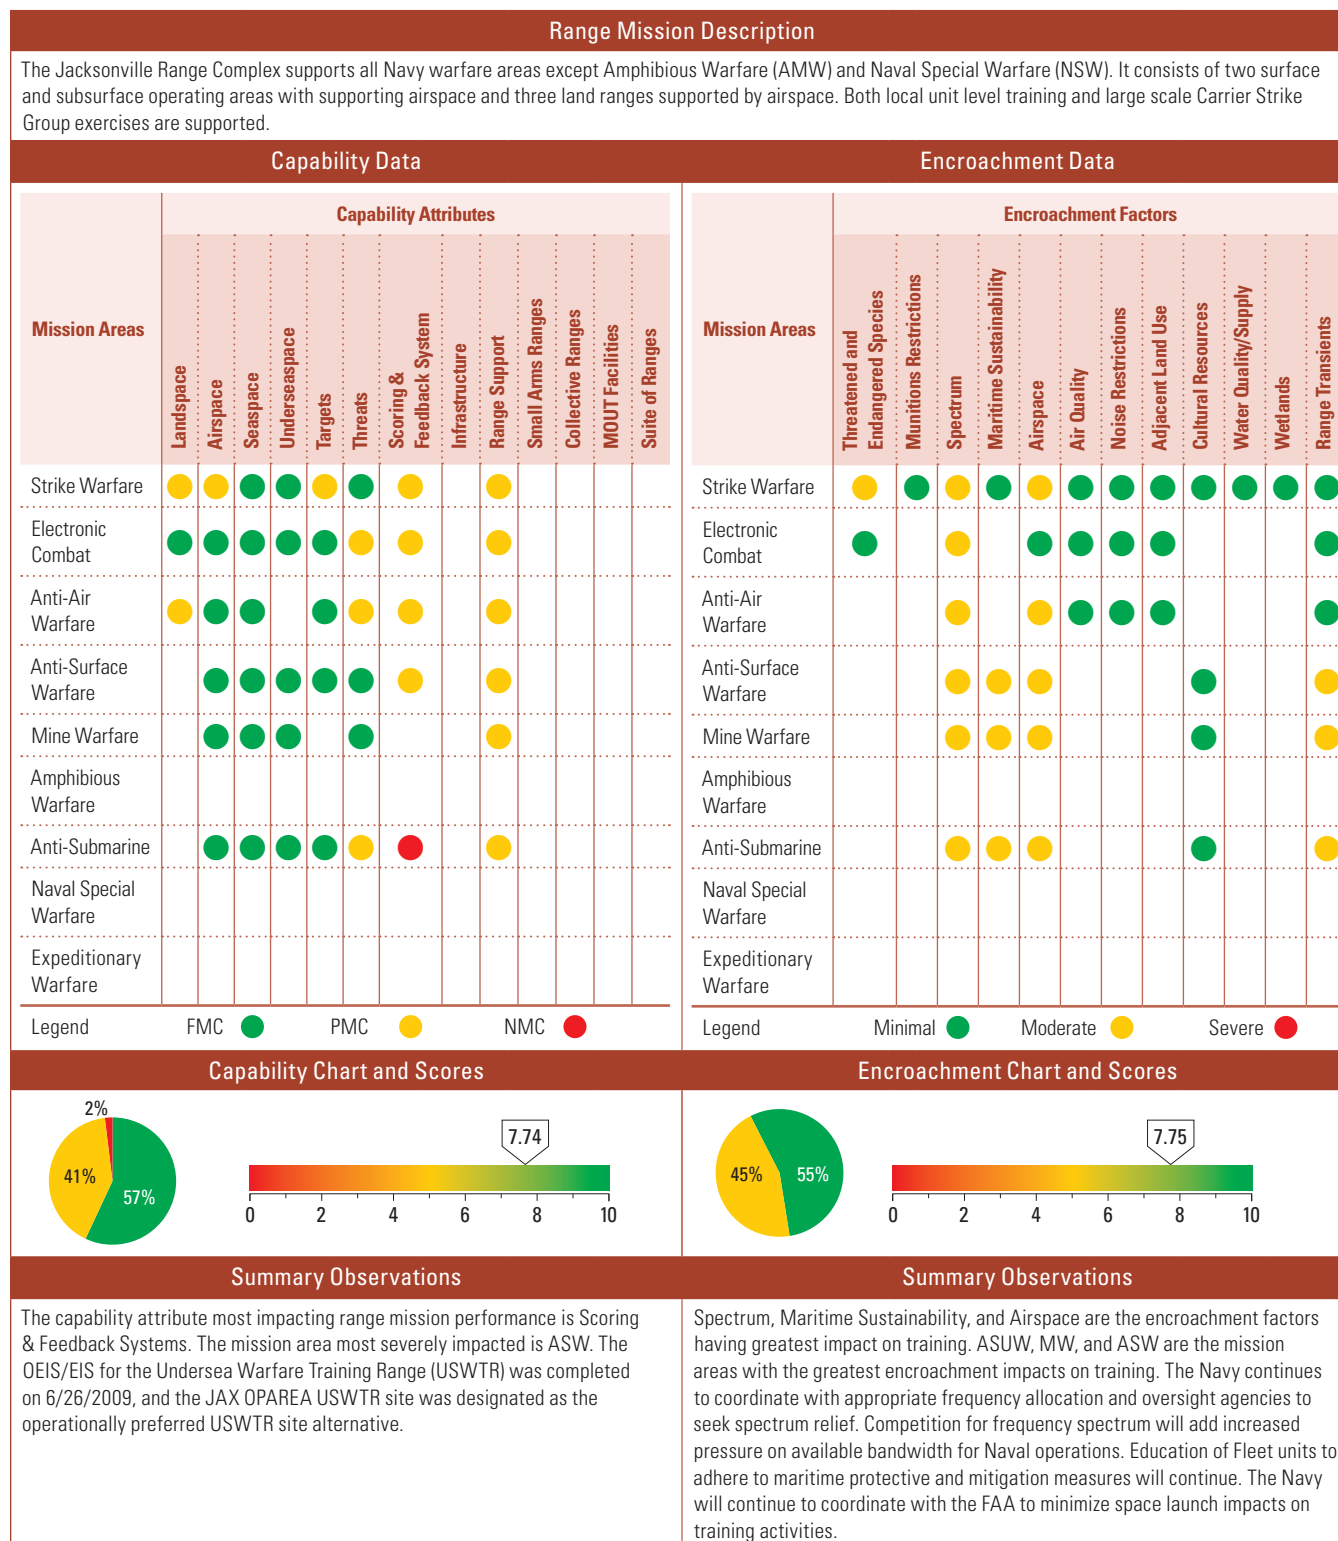 Range Mission Description
The Jacksonville Range Complex supports all Navy warfare areas except Amphibious Warfare (AMW) and Naval Special Warfare (NSW). It consists of two surface
and subsurface operating areas with supporting airspace and three land ranges supported by airspace. Both local unit level training and large scale Carrier Strike
Group exercises are supported.
Capability Data
Mission Areas
Capability Attributes
Landspace
Airspace
Seaspace
Underseaspace
Targets
Threats
Scoring &
Feedback System
Infrastructure
Range Support
Small Arms Ranges
Collective Ranges
MOUT Facilities
Suite of Ranges
Strike Warfare
Electronic
Combat
Anti-Air
Warfare
Anti-Surface
Warfare
Mine Warfare
Amphibious
Warfare
Anti-Submarine
Naval Special
Warfare
Expeditionary
Warfare
Legend FMC PMC NMC
Encroachment Data
Mission Areas
Encroachment Factors
Threatened and
Endangered Species
Munitions Restrictions
Spectrum
Maritime Sustainability
Airspace
Air Quality
Noise Restrictions
Adjacent Land Use
Cultural Resources
Water Quality/Supply
Wetlands
Range Transients
Strike Warfare
Electronic
Combat
Anti-Air
Warfare
Anti-Surface
Warfare
Mine Warfare
Amphibious
Warfare
Anti-Submarine
Naval Special
Warfare
Expeditionary
Warfare
Legend Minimal Moderate Severe
Capability Chart and Scores
2%
41%
57%
7.74
0 2 4 6 8 10
Encroachment Chart and Scores
45%
55%
7.75
0 2 4 6 8 10
Summary Observations
The capability attribute most impacting range mission performance is Scoring
& Feedback Systems. The mission area most severely impacted is ASW. The
OEIS/EIS for the Undersea Warfare Training Range (USWTR) was completed
on 6/26/2009, and the JAX OPAREA USWTR site was designated as the
operationally preferred USWTR site alternative.
Summary Observations
Spectrum, Maritime Sustainability, and Airspace are the encroachment factors
having greatest impact on training. ASUW, MW, and ASW are the mission
areas with the greatest encroachment impacts on training. The Navy continues
to coordinate with appropriate frequency allocation and oversight agencies to
seek spectrum relief. Competition for frequency spectrum will add increased
pressure on available bandwidth for Naval operations. Education of Fleet units to
adhere to maritime protective and mitigation measures will continue. The Navy
will continue to coordinate with the FAA to minimize space launch impacts on
training activities.